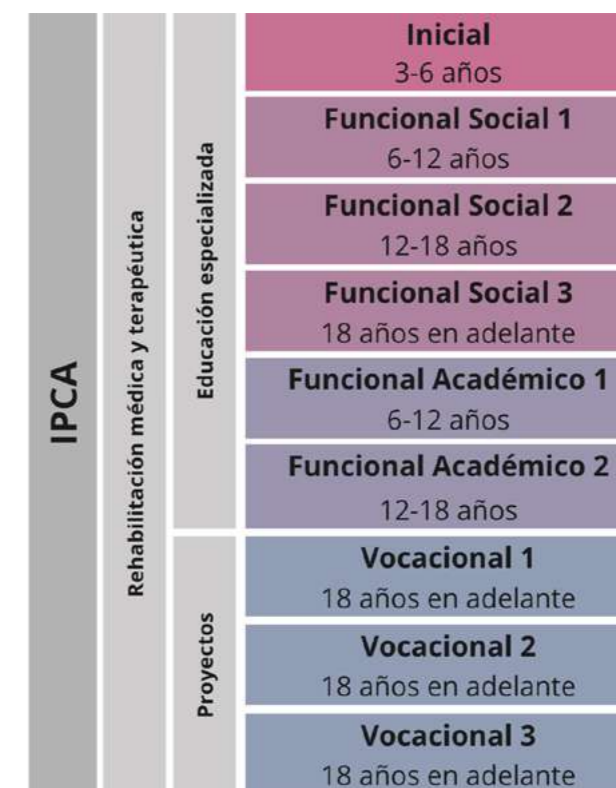 IPCA
Rehabilitación médica y terapéutica
Educación especializada
Inicial
3-6 años
Funcional Social 1
6-12 años
Funcional Social 2
12-18 años
Funcional Social 3
18 años en adelante
Funcional Académico 1
6-12 años
Funcional Académico 2
12-18 años
Proyectos
Vocacional 1
18 años en adelante
Vocacional 2
18 años en adelante
Vocacional 3
18 años en adelante